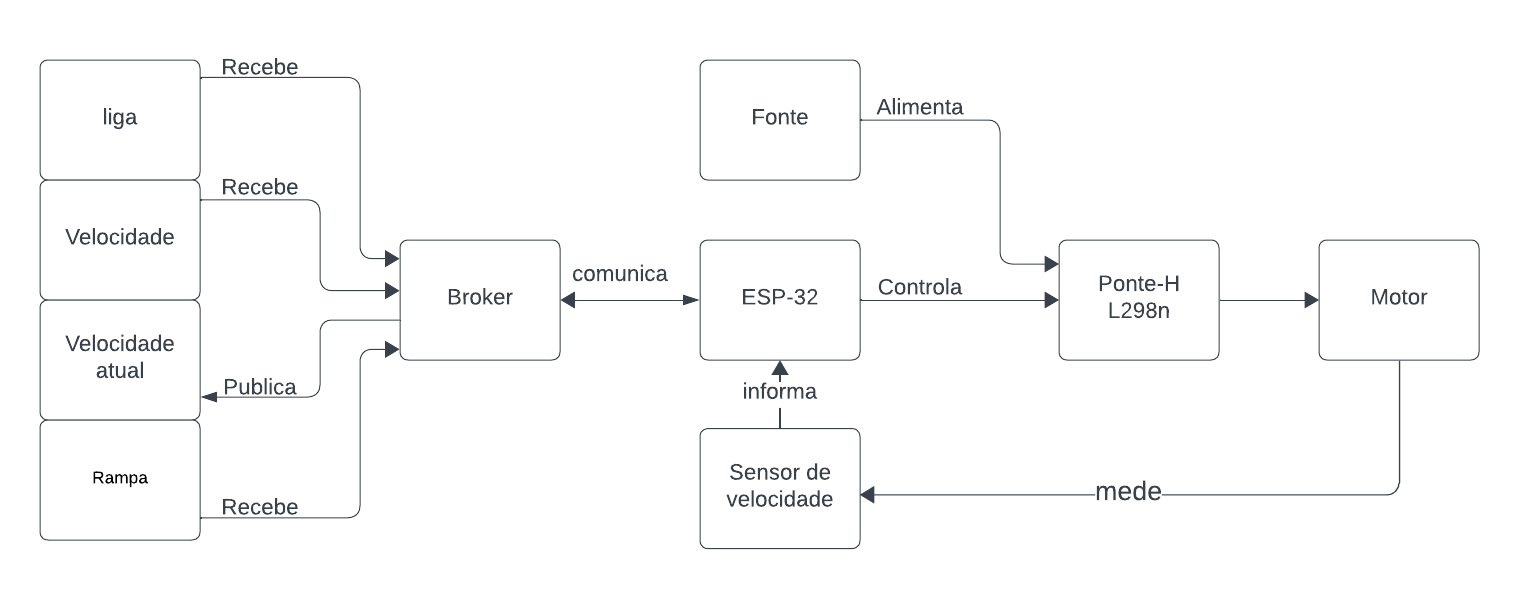 Recebe
liga
Recebe
Velocidade
Velocidade
atual
Publica
Rampa
Recebe
Broker
comunica
Fonte
Alimenta
ESP-32
Controla
informa
Sensor de
velocidade
Ponte-H
L298n
Motor
mede